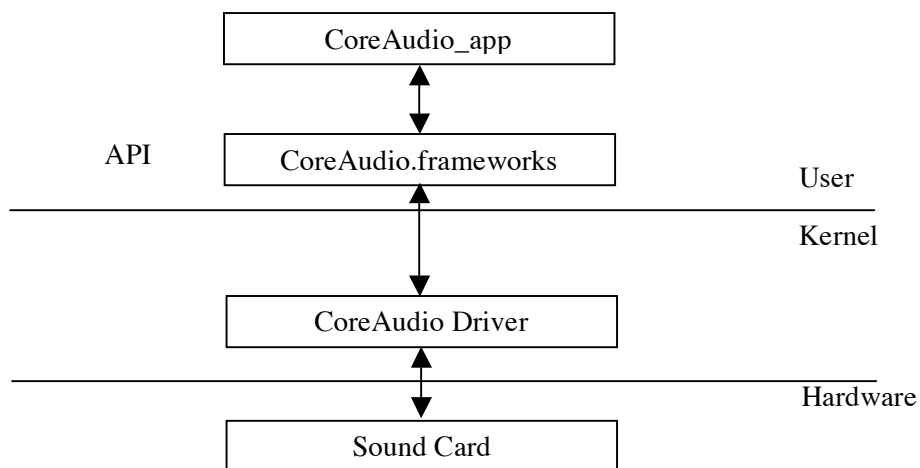 CoreAudio_app
API
CoreAudio.frameworks
User
Kernel
CoreAudio Driver
Hardware
Sound Card